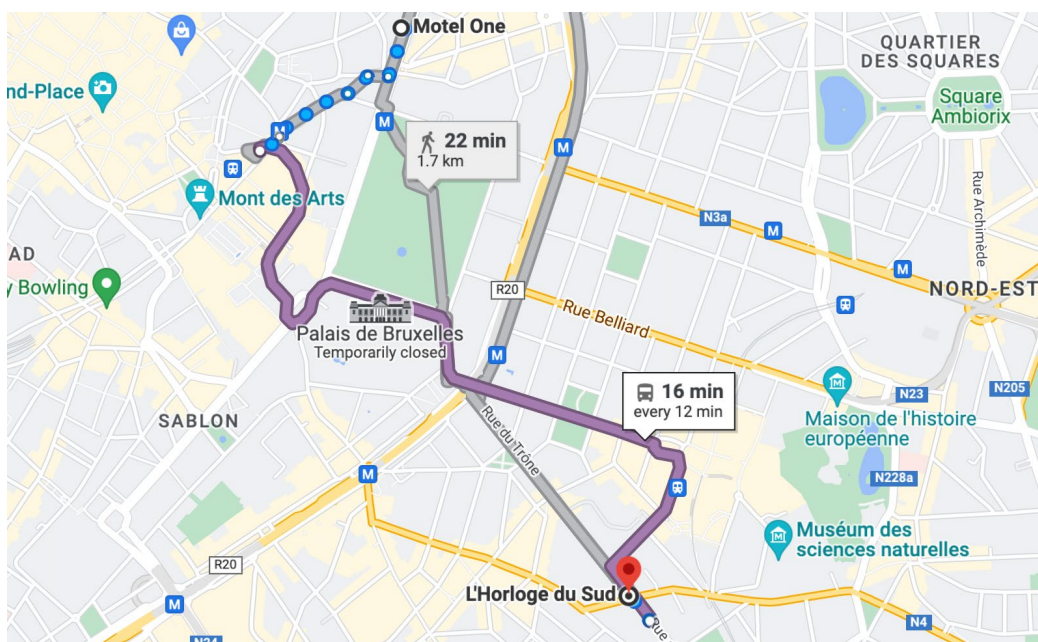 Motel One
QUARTIER
DES SQUARES
nd-Place
Square
Ambiorix
M
M
M
22 min
1.7 km
Mont des Arts
N3a
M
Rue Archimède
AD
M
y Bowling
R20
NORD-EST
Rue Belliard
Palais de Bruxelles
Temporarily closed
M
16 min
every 12 min
N23
N205
Maison de l'histoire
européenne
SABLON
Rue du Trône
M
N228a
Muséum des
sciences naturelles
R20
L'Horloge du Sud
M
Rue
N4
N24